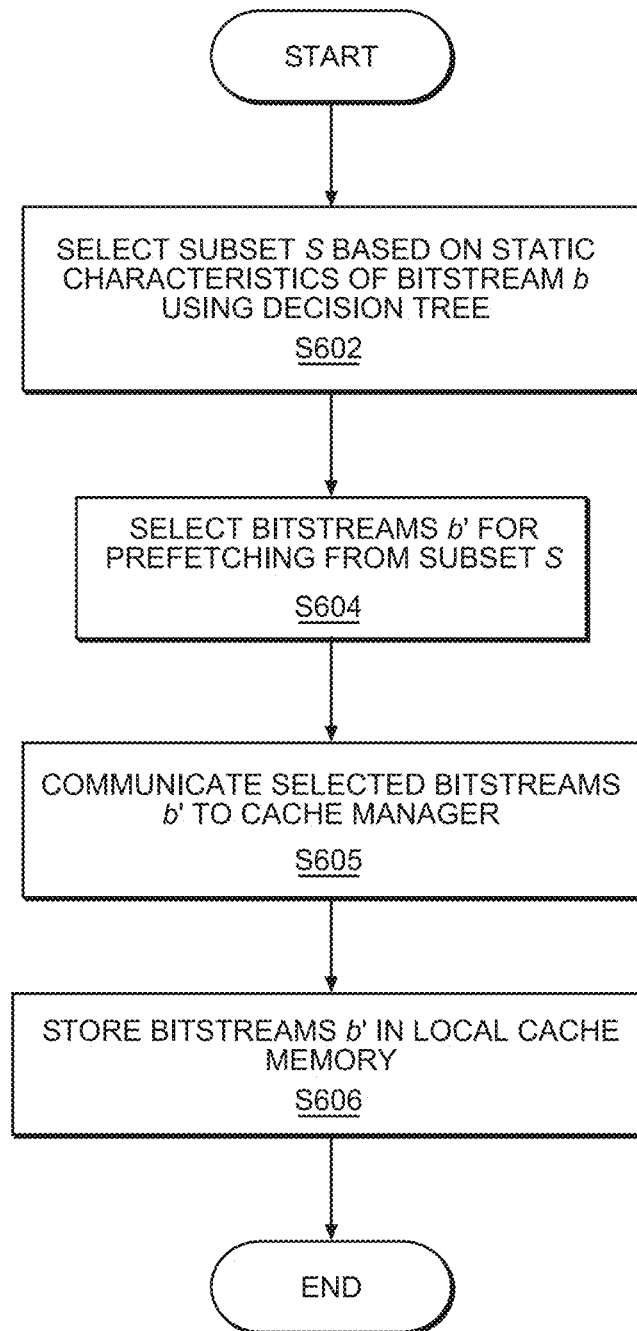 START
SELECT SUBSET S BASED ON STATIC
CHARACTERISTICS OF BITSTREAM b
USING DECISION TREE
S602
SELECT BITSTREAMS b' FOR
PREFETCHING FROM SUBSET S
S604
COMMUNICATE SELECTED BITSTREAMS
b' TO CACHE MANAGER
S605
STORE BITSTREAMS b' IN LOCAL CACHE
MEMORY
S606
END